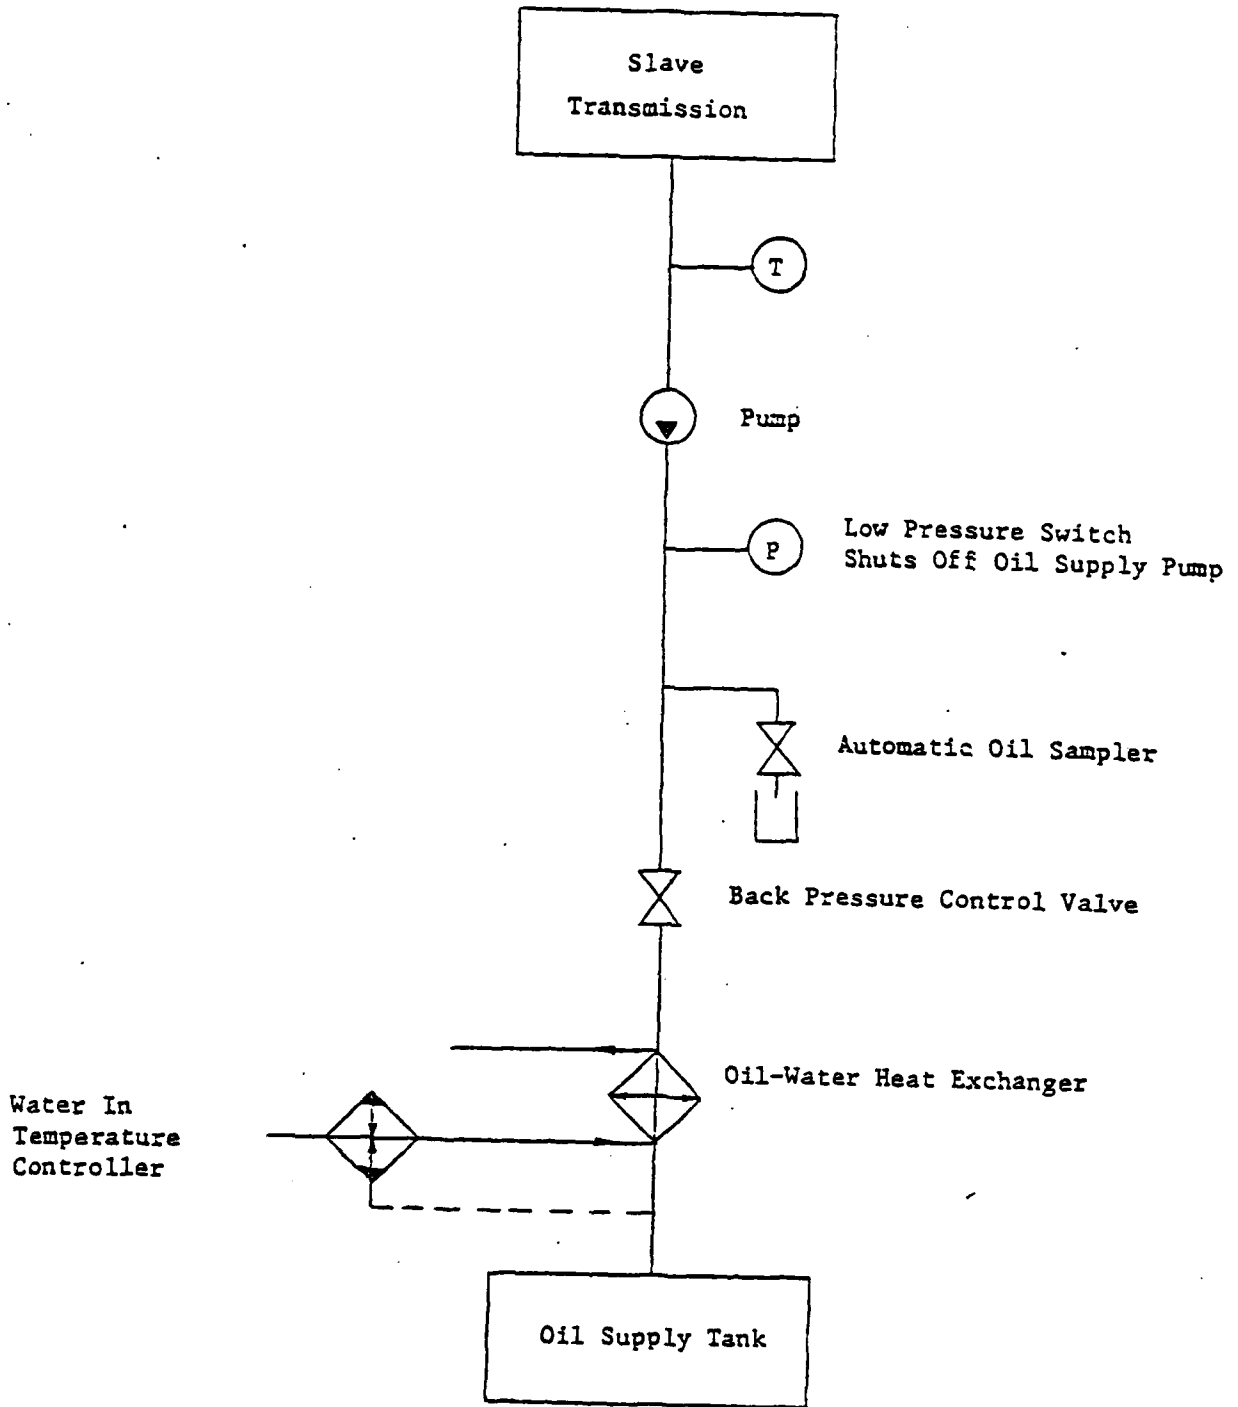 Slave
Transmission
T
Pump
P
Low Pressure Switch
Shuts Off Oil Supply Pump
Automatic Oil Sampler
Back Pressure Control Valve
Oil-Water Heat Exchanger
Water In
Temperature
Controller
Oil Supply Tank